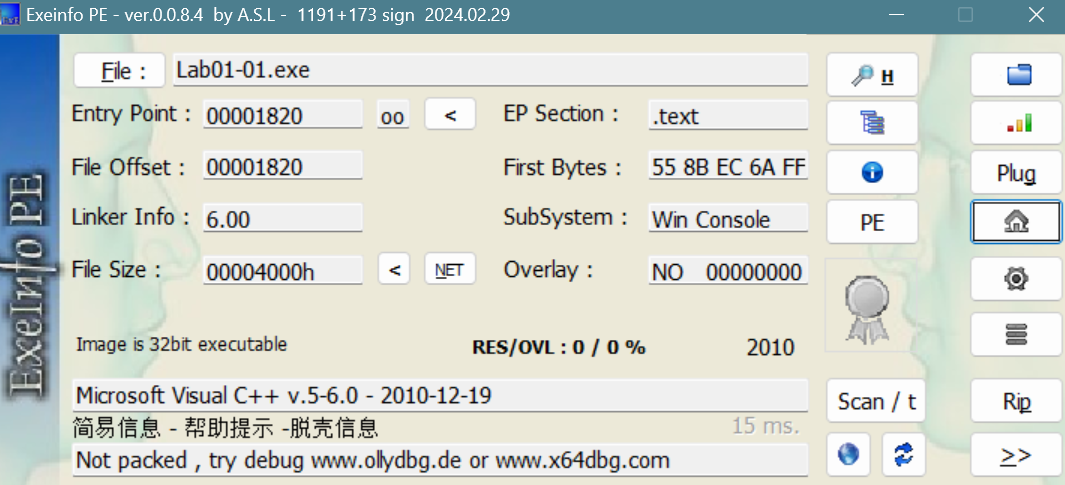 Exeinfo PE - ver.0.0.8.4 by A.S.L - 1191+173 sign 2024.02.29
ExeInfo PE
File : Lab01-01.exe H
Entry Point : 00001820 oo < EP Section : .text
File Offset : 00001820 First Bytes : 55 8B EC 6A FF Plug
Linker Info : 6.00 SubSystem : Win Console PE
File Size : 00004000h < NET Overlay : NO 00000000
Image is 32bit executable RES/OVL : 0 / 0 % 2010
Microsoft Visual C++ v.5-6.0 - 2010-12-19 Scan / t Rip
简易信息 - 帮助提示 -脱壳信息 15 ms.
Not packed , try debug www.ollydbg.de or www.x64dbg.com >>